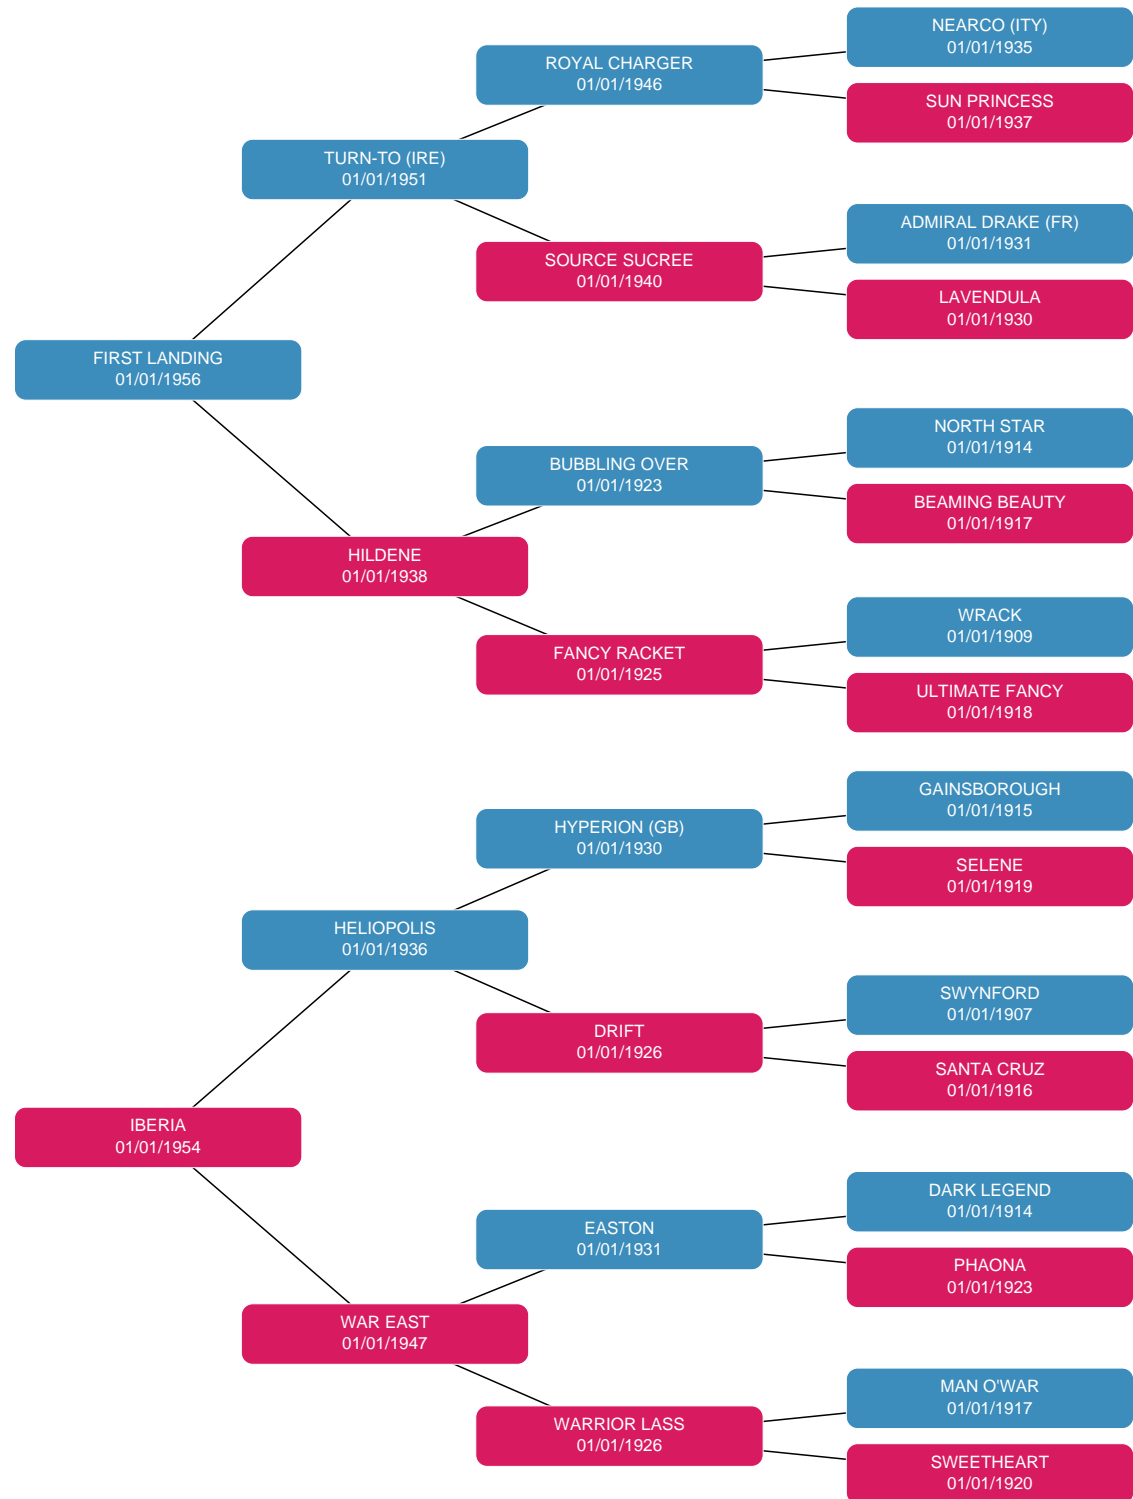 NEARCO (ITY)
01/01/1935
ROYAL CHARGER
01/01/1946
SUN PRINCESS
01/01/1937
TURN-TO (IRE)
01/01/1951
ADMIRAL DRAKE (FR)
01/01/1931
SOURCE SUCREE
01/01/1940
LAVENDULA
01/01/1930
FIRST LANDING
01/01/1956
NORTH STAR
01/01/1914
BUBBLING OVER
01/01/1923
BEAMING BEAUTY
01/01/1917
HILDENE
01/01/1938
WRACK
01/01/1909
FANCY RACKET
01/01/1925
ULTIMATE FANCY
01/01/1918
GAINSBOROUGH
01/01/1915
HYPERION (GB)
01/01/1930
SELENE
01/01/1919
HELIOPOLIS
01/01/1936
SWYNFORD
01/01/1907
DRIFT
01/01/1926
SANTA CRUZ
01/01/1916
IBERIA
01/01/1954
DARK LEGEND
01/01/1914
EASTON
01/01/1931
PHAONA
01/01/1923
WAR EAST
01/01/1947
MAN O'WAR
01/01/1917
WARRIOR LASS
01/01/1926
SWEETHEART
01/01/1920